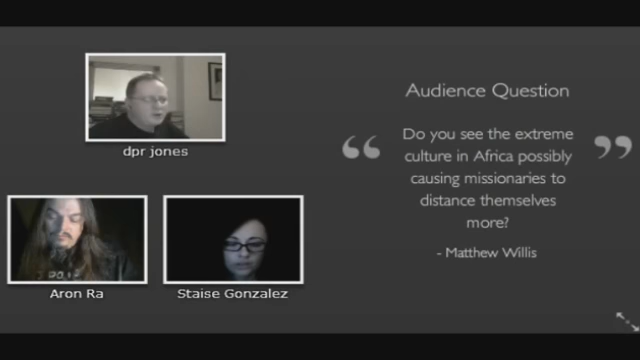 Audience Question
“ Do you see the extreme ”
culture in Africa possibly
causing missionaries to
distance themselves
more?
- Matthew Willis
dpr jones
Aron Ra
Staise Gonzalez